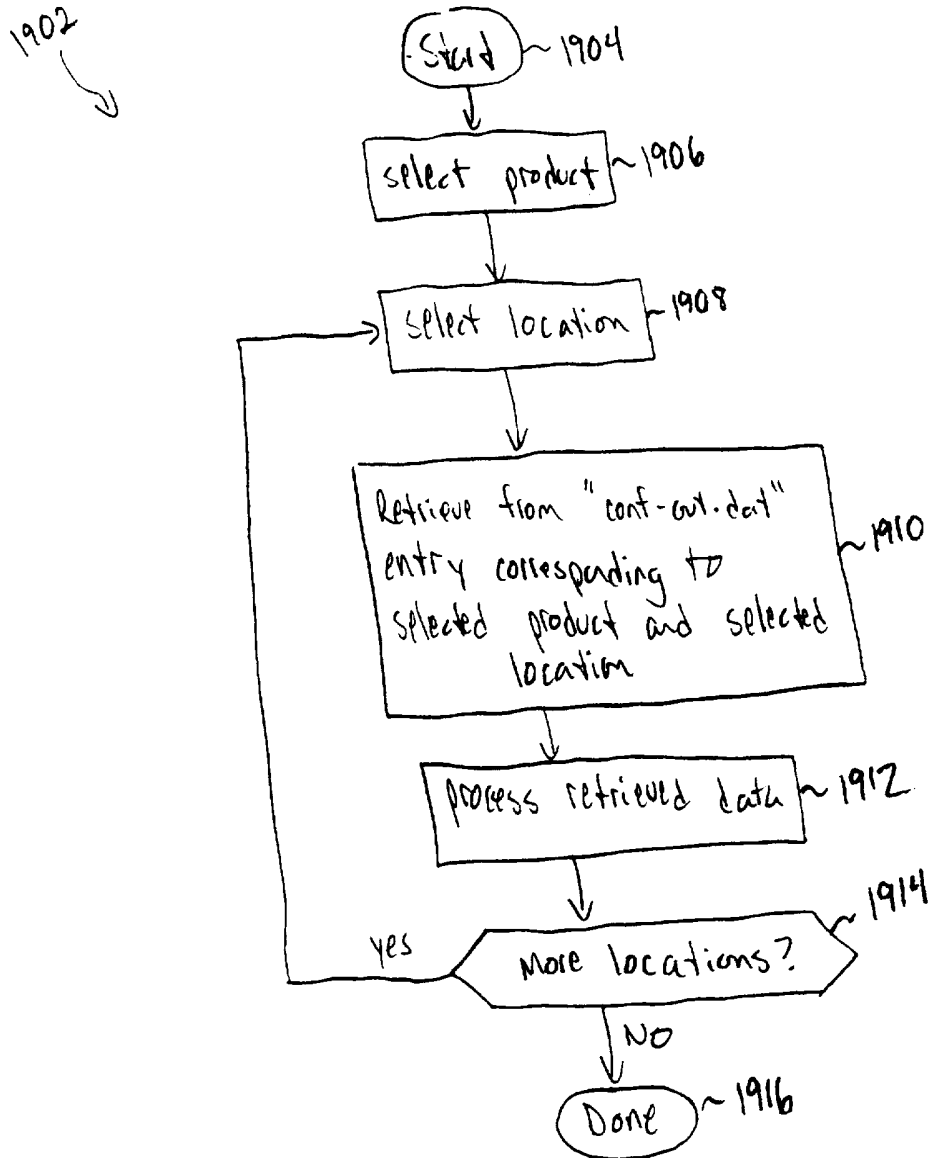 1902
Start ~ 1904
select product ~1906
select location ~1908
Retrieve from "conf-out.dat"
entry corresponding to
selected product and selected
location
~1910
process retrieved data ~ 1912
~1914
More locations?
yes
NO
Done ~ 1916